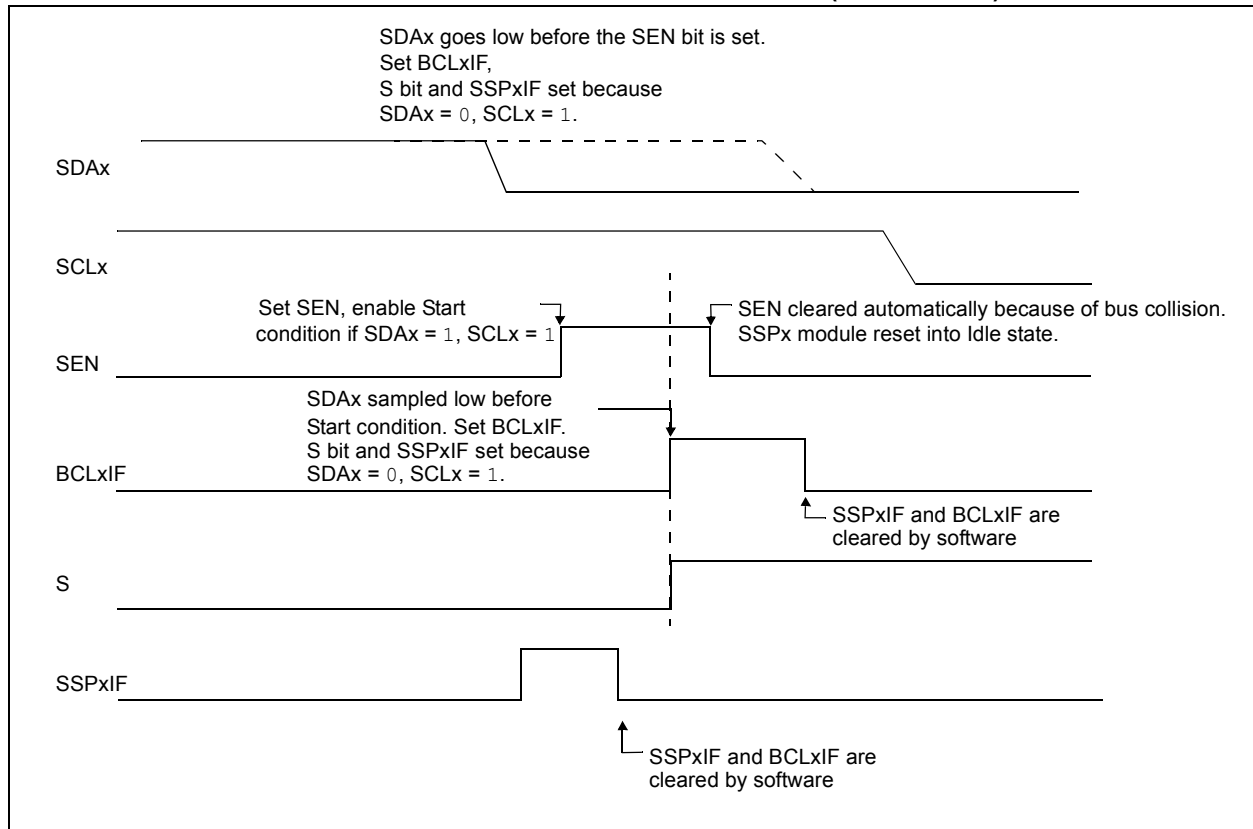 SDAx goes low before the SEN bit is set.
Set BCLxIF,
S bit and SSPxIF set because
SDAx = 0, SCLx = 1.
SDAx
SCLx
Set SEN, enable Start
condition if SDAx = 1, SCLx = 1
SEN cleared automatically because of bus collision.
SSPx module reset into Idle state.
SEN
SDAx sampled low before
Start condition. Set BCLxIF.
S bit and SSPxIF set because
SDAx = 0, SCLx = 1.
BCLxIF
SSPxIF and BCLxIF are
cleared by software
S
SSPxIF
SSPxIF and BCLxIF are
cleared by software